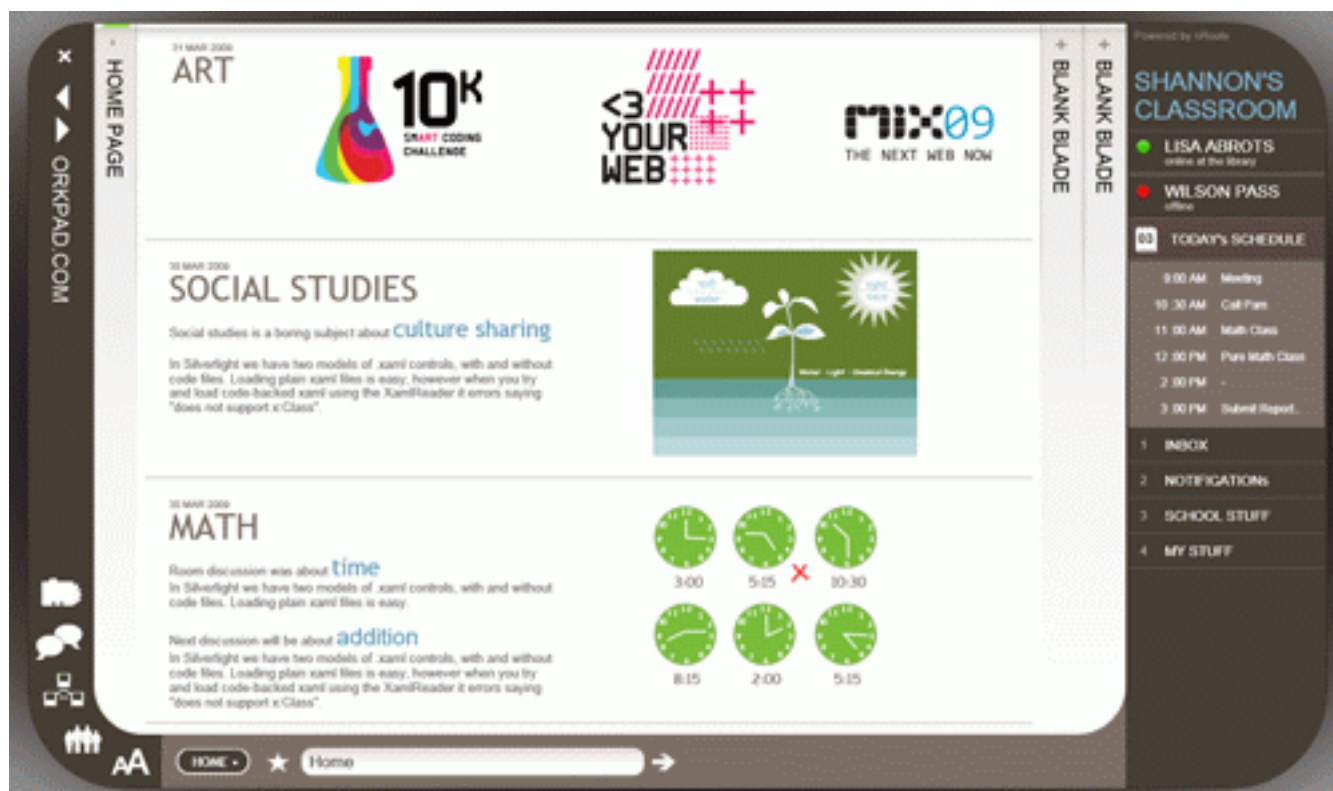 ORKPAD.COM
- HOME PAGE
31 MAR 2009
ART
10K
SMART CODING
CHALLENGE
<3
YOUR
WEB
++
++
MIX09
THE NEXT WEB NOW
30 MAR 2009
SOCIAL STUDIES
Social studies is a boring subject about culture sharing
In Silverlight we have two models of .xaml controls, with and without
code files. Loading plain xaml files is easy, however when you try
and load code-backed xaml using the XamlReader it errors saying
"does not support x:Class".
water
Water - Light - Chemical Energy
30 MAR 2009
MATH
Room discussion was about time
In Silverlight we have two models of .xaml controls, with and without
code files. Loading plain xaml files is easy.
Next discussion will be about addition
In Silverlight we have two models of .xaml controls, with and without
code files. Loading plain xaml files is easy, however when you try
and load code-backed xaml using the XamlReader it errors saying
"does not support x:Class".
3:00 5:15 10:30
8:15 2:00 5:15
+ BLANK BLADE
+ BLANK BLADE
Powered by nRoute
SHANNON'S
CLASSROOM
LISA ABROTS
online at the library
WILSON PASS
offline
03 TODAY's SCHEDULE
9:00 AM Meeting
10:30 AM Call Pam
11:00 AM Math Class
12:00 PM Pure Math Class
2:00 PM -
3:00 PM Submit Report..
1 INBOX
2 NOTIFICATIONs
3 SCHOOL STUFF
4 MY STUFF
AA
HOME
Home